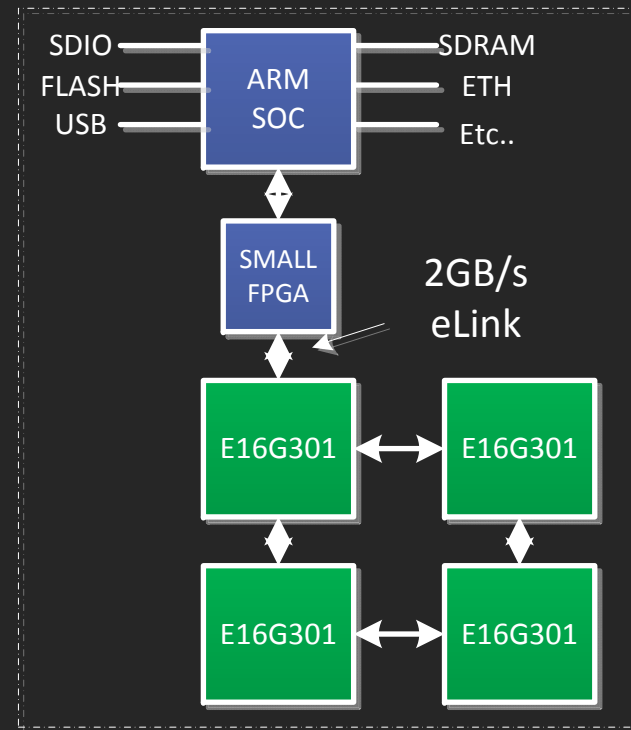 SDIO
FLASH
USB
ARM
SOC
SDRAM
ETH
Etc..
SMALL
FPGA
2GB/s
eLink
E16G301
E16G301
E16G301
E16G301